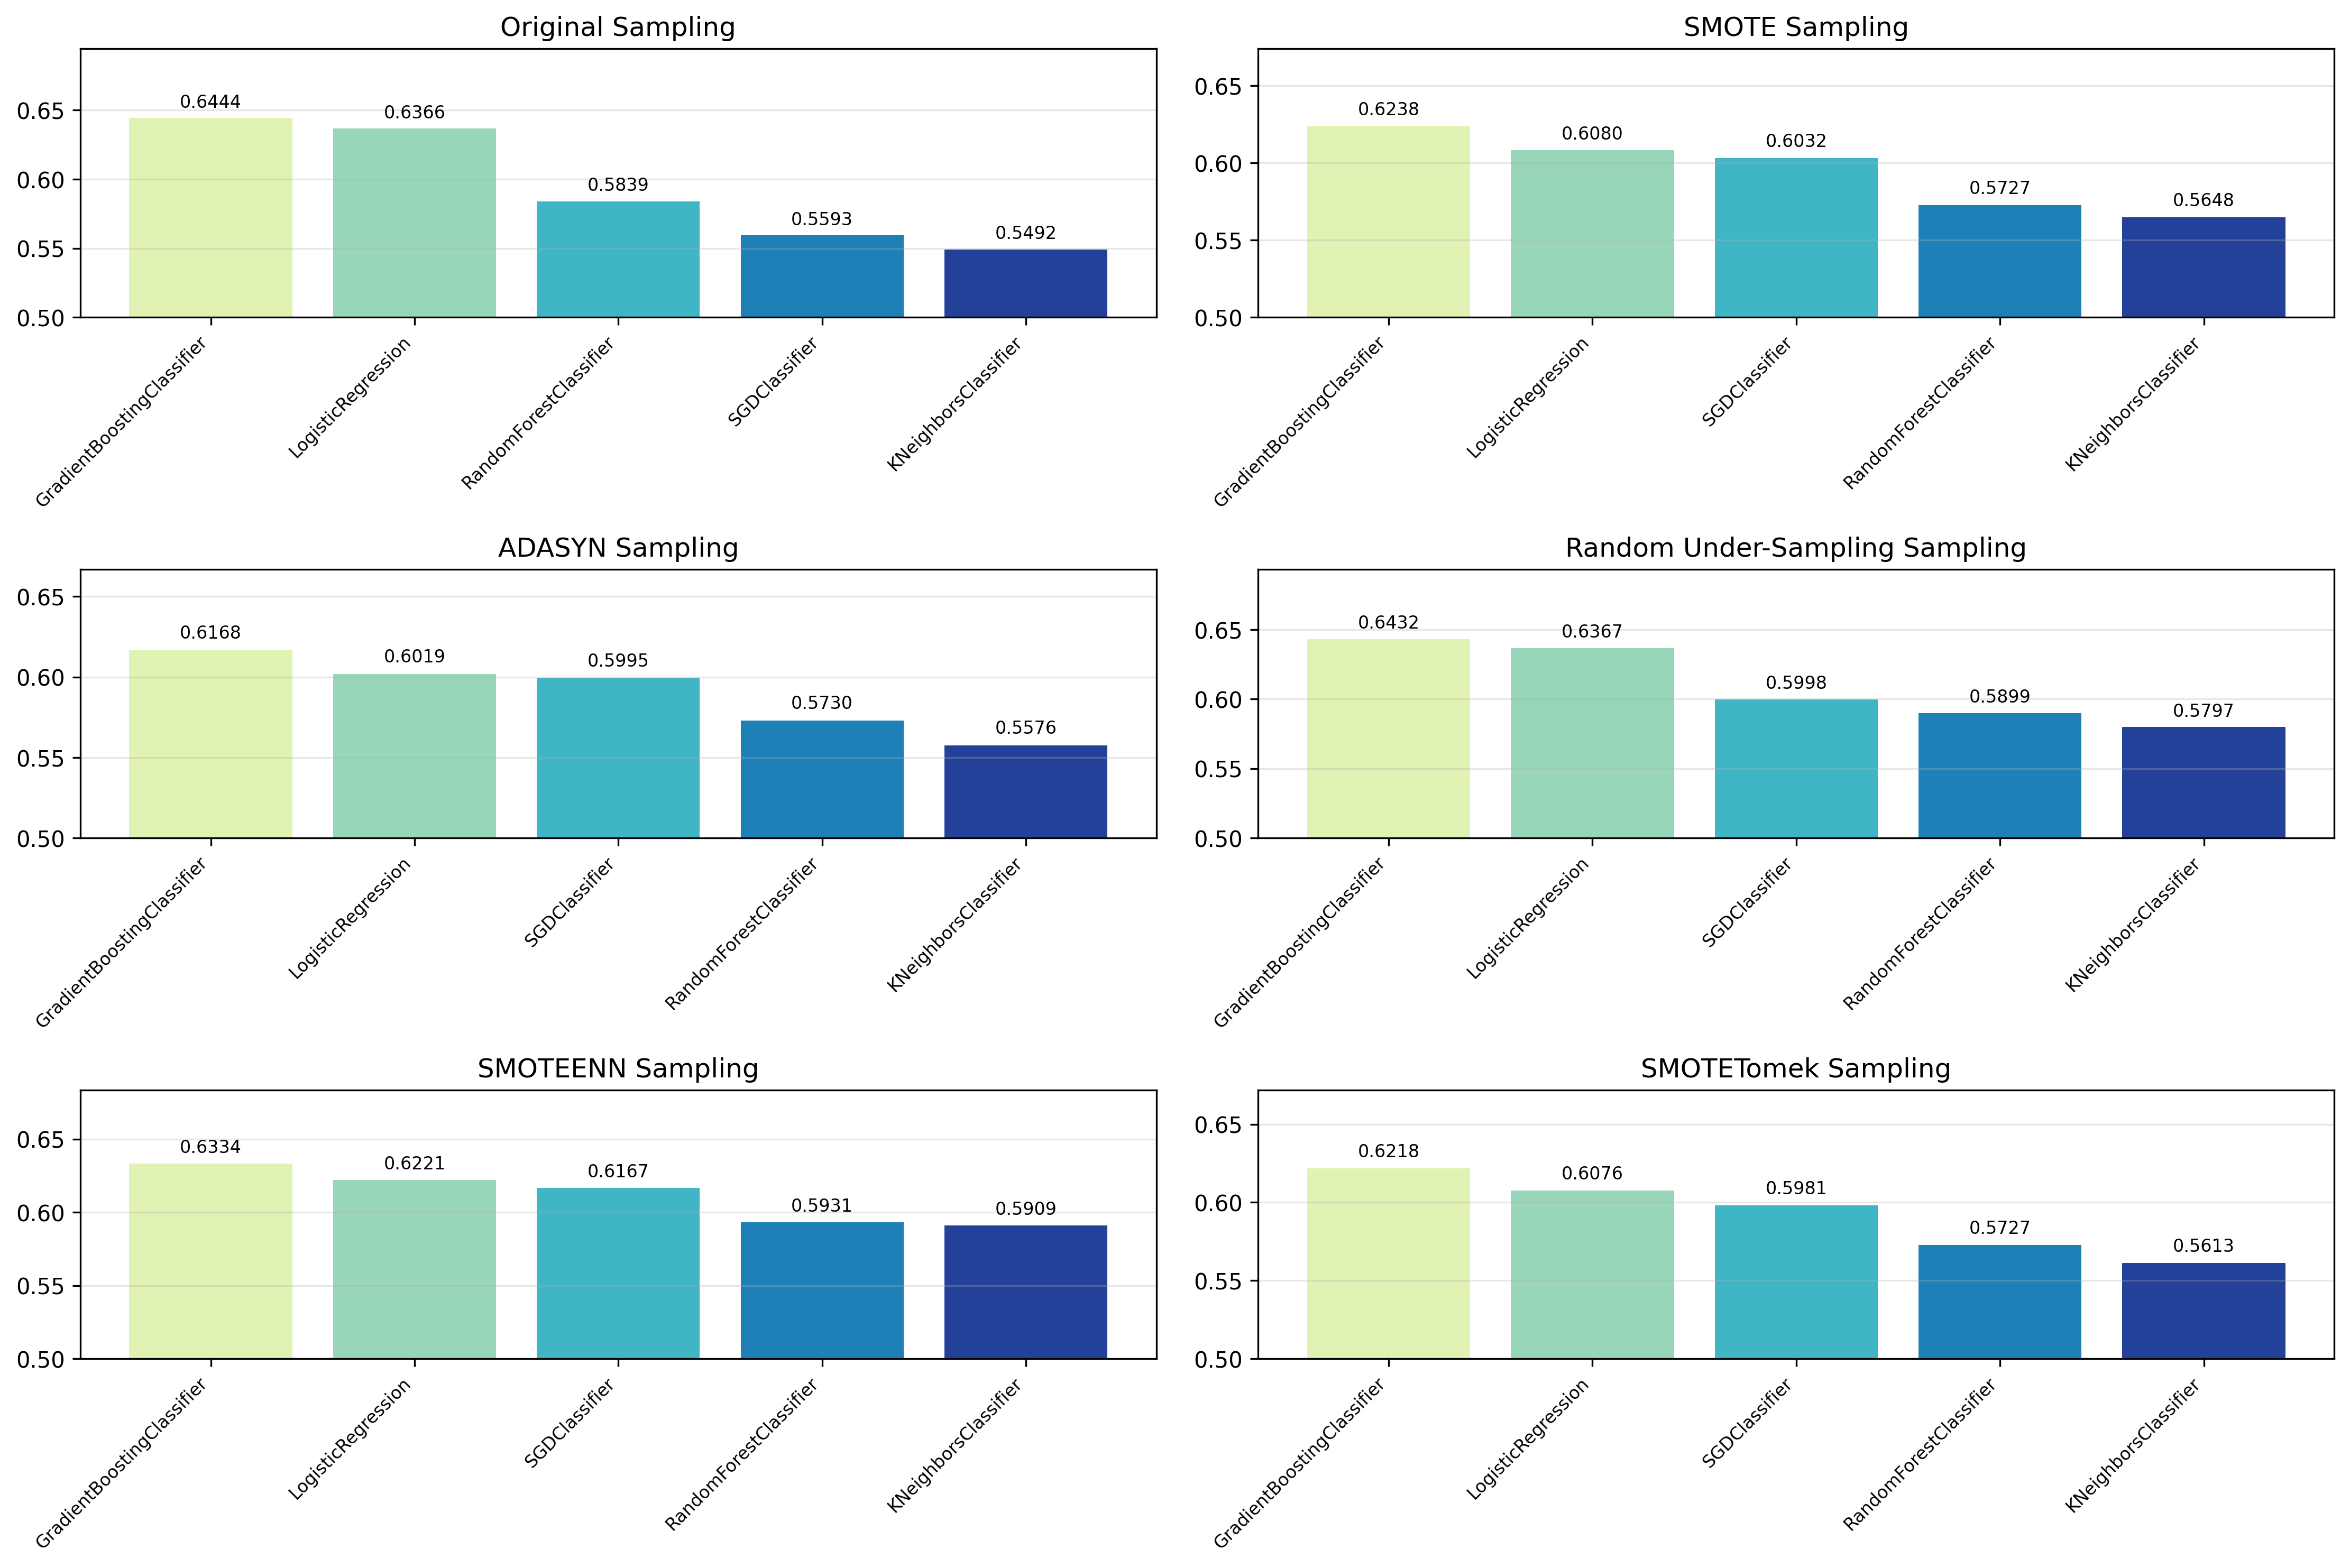 Original Sampling
0.65
0.60
0.55
0.50
0.6444
0.6366
0.5839
0.5593
0.5492
GradientBoostingClassifier
LogisticRegression
RandomForestClassifier
SGDClassifier
KNeighborsClassifier
SMOTE Sampling
0.65
0.60
0.55
0.50
0.6238
0.6080
0.6032
0.5727
0.5648
GradientBoostingClassifier
LogisticRegression
SGDClassifier
RandomForestClassifier
KNeighborsClassifier
ADASYN Sampling
0.65
0.60
0.55
0.50
0.6168
0.6019
0.5995
0.5730
0.5576
GradientBoostingClassifier
LogisticRegression
SGDClassifier
RandomForestClassifier
KNeighborsClassifier
Random Under-Sampling Sampling
0.65
0.60
0.55
0.50
0.6432
0.6367
0.5998
0.5899
0.5797
GradientBoostingClassifier
LogisticRegression
SGDClassifier
RandomForestClassifier
KNeighborsClassifier
SMOTEENN Sampling
0.65
0.60
0.55
0.50
0.6334
0.6221
0.6167
0.5931
0.5909
GradientBoostingClassifier
LogisticRegression
SGDClassifier
RandomForestClassifier
KNeighborsClassifier
SMOTETomek Sampling
0.65
0.60
0.55
0.50
0.6218
0.6076
0.5981
0.5727
0.5613
GradientBoostingClassifier
LogisticRegression
SGDClassifier
RandomForestClassifier
KNeighborsClassifier